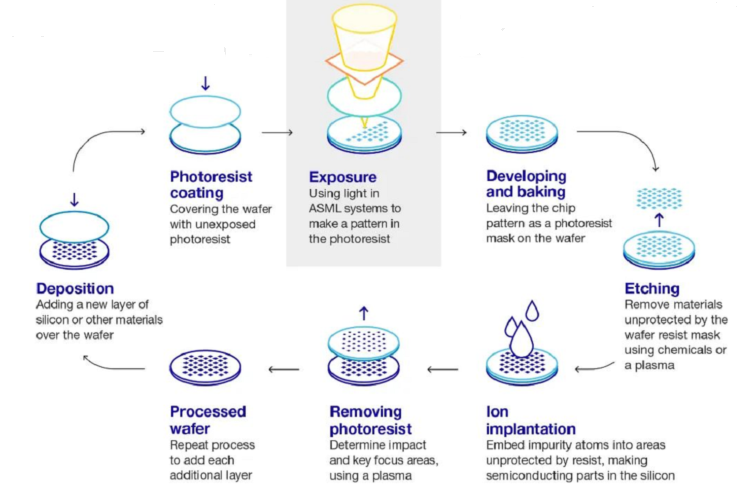 Photoresist
coating
Covering the wafer
with unexposed
photoresist
Exposure
Using light in
ASML systems to
make a pattern in
the photoresist
Developing
and baking
Leaving the chip
pattern as a photoresist
mask on the wafer
Etching
Remove materials
unprotected by the
wafer resist mask
using chemicals or
a plasma
Ion
implantation
Embed impurity atoms into areas
unprotected by resist, making
semiconducting parts in the silicon
Removing
photoresist
Determine impact
and key focus areas,
using a plasma
Processed
wafer
Repeat process
to add each
additional layer
Deposition
Adding a new layer of
silicon or other materials
over the wafer